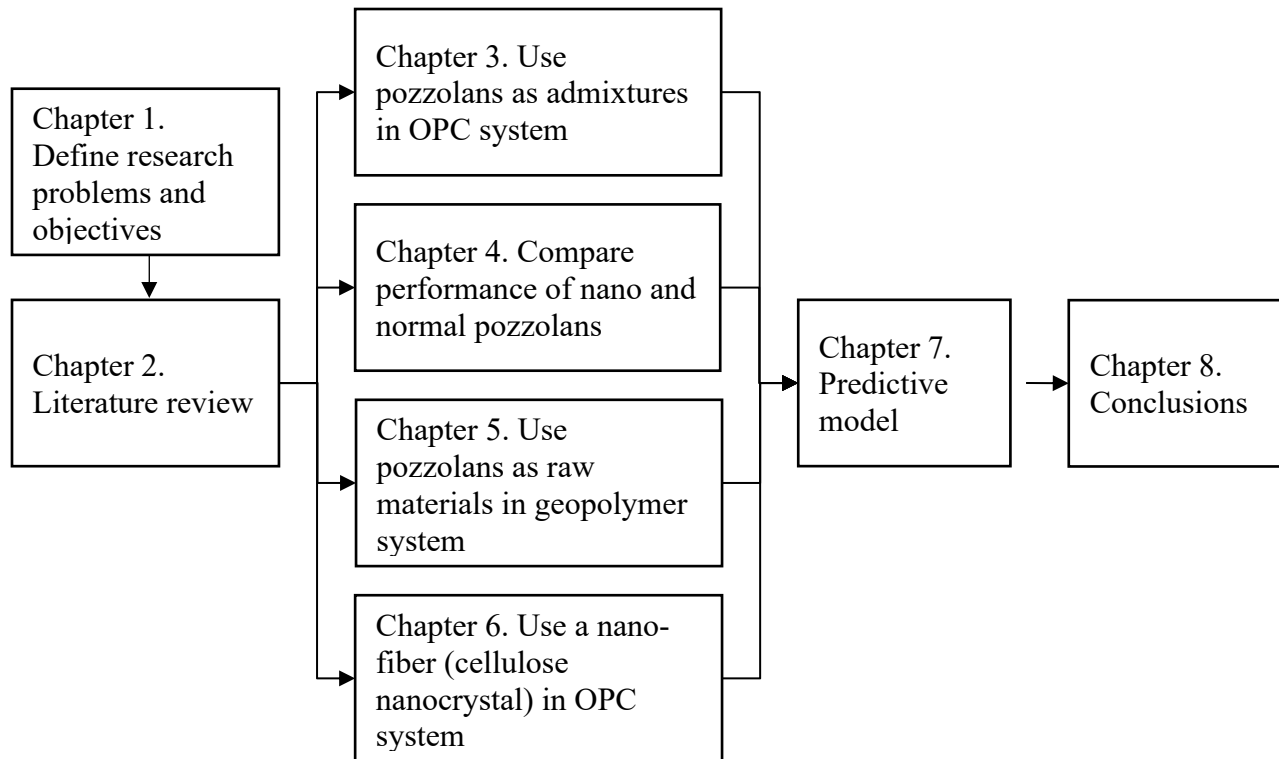 Chapter 1.
Define research
problems and
objectives
Chapter 2.
Literature review
Chapter 3. Use
pozzolans as admixtures
in OPC system
Chapter 4. Compare
performance of nano and
normal pozzolans
Chapter 5. Use
pozzolans as raw
materials in geopolymer
system
Chapter 6. Use a nano-
fiber (cellulose
nanocrystal) in OPC
system
Chapter 7.
Predictive
model
Chapter 8.
Conclusions